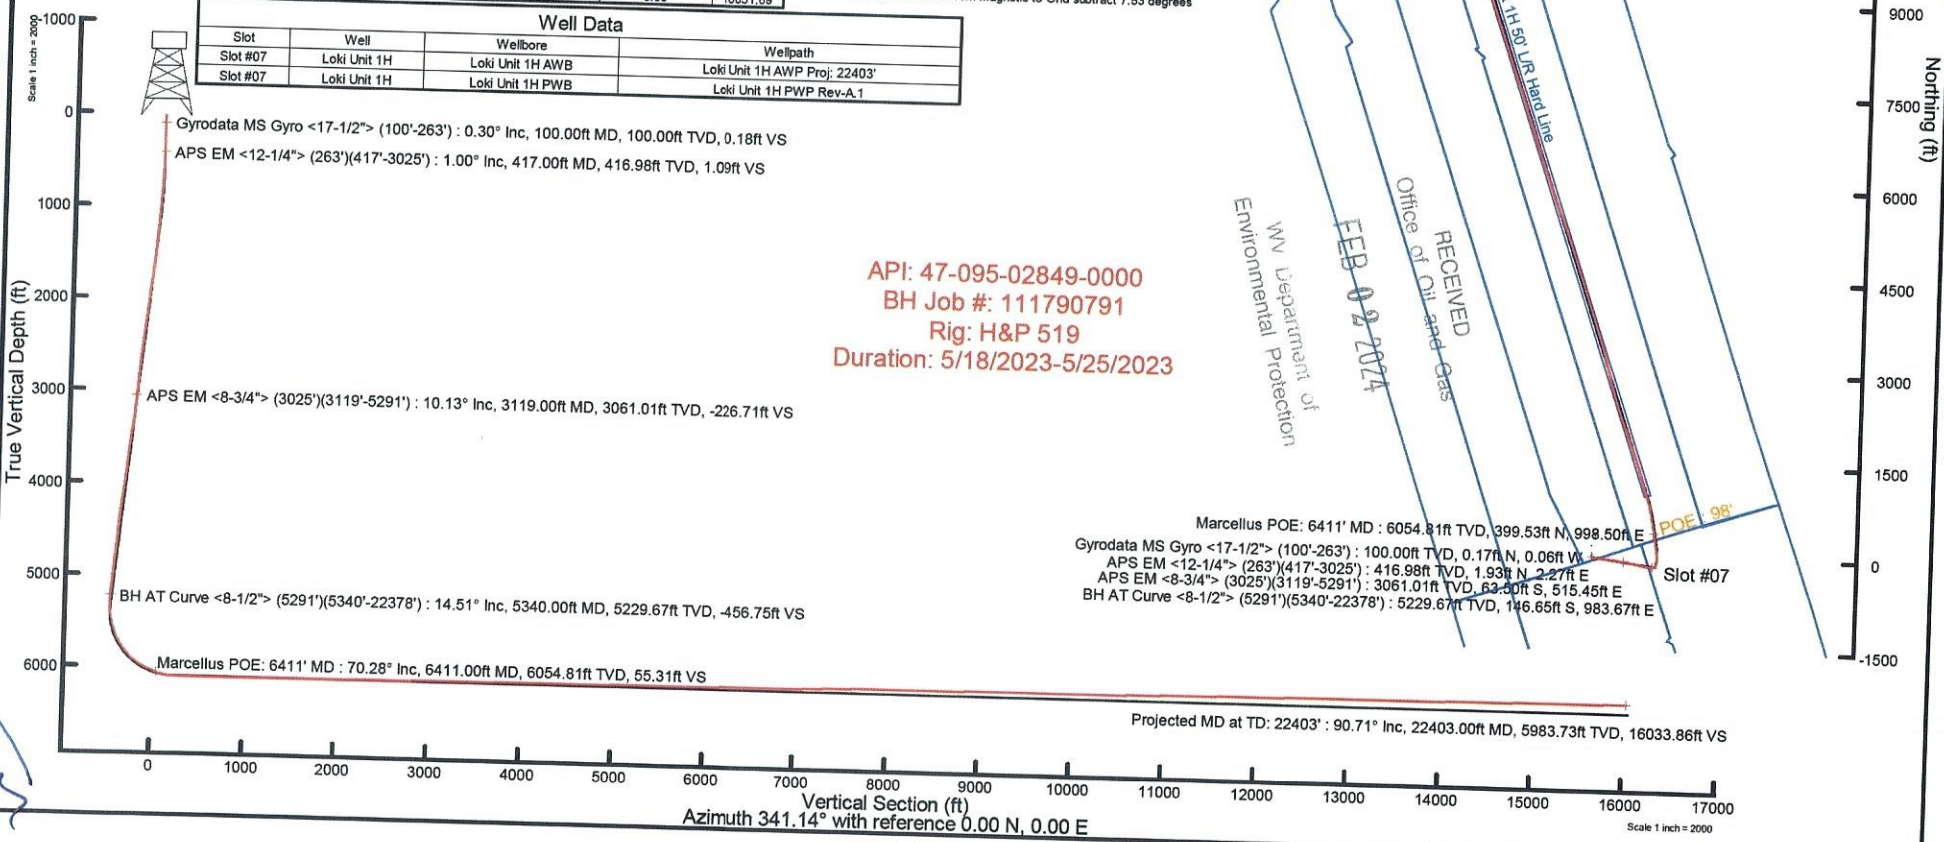 subtract 7.53 degrees
Well Data
Slot Well Wellbore Wellpath
Slot #07 Loki Unit 1H Loki Unit 1H AWB Loki Unit 1H AWP Proj: 22403'
Slot #07 Loki Unit 1H Loki Unit 1H PWB Loki Unit 1H PWP Rev-A.1
Scale 1 inch = 2000
-1000
0
1000
2000
3000
4000
5000
6000
True Vertical Depth (ft)
Gyrodata MS Gyro <17-1/2"> (100'-263') : 0.30° Inc, 100.00ft MD, 100.00ft TVD, 0.18ft VS
APS EM <12-1/4"> (263')(417'-3025') : 1.00° Inc, 417.00ft MD, 416.98ft TVD, 1.09ft VS
APS EM <8-3/4"> (3025')(3119'-5291') : 10.13° Inc, 3119.00ft MD, 3061.01ft TVD, -226.71ft VS
BH AT Curve <8-1/2"> (5291')(5340'-22378') : 14.51° Inc, 5340.00ft MD, 5229.67ft TVD, -456.75ft VS
Marcellus POE: 6411' MD : 70.28° Inc, 6411.00ft MD, 6054.81ft TVD, 55.31ft VS
Projected MD at TD: 22403' : 90.71° Inc, 22403.00ft MD, 5983.73ft TVD, 16033.86ft VS
API: 47-095-02849-0000
BH Job #: 111790791
Rig: H&P 519
Duration: 5/18/2023-5/25/2023
RECEIVED
Office of Oil and Gas
FEB 02 2024
WV Department of
Environmental Protection
1H 50' L/R Hard Line
Marcellus POE: 6411' MD : 6054.81ft TVD, 399.53ft N, 998.50ft E
Gyrodata MS Gyro <17-1/2"> (100'-263') : 100.00ft TVD, 0.17ft N, 0.06ft W
APS EM <12-1/4"> (263')(417'-3025') : 416.98ft TVD, 1.93ft N, 2.27ft E
APS EM <8-3/4"> (3025')(3119'-5291') : 3061.01ft TVD, 63.50ft S, 515.45ft E
BH AT Curve <8-1/2"> (5291')(5340'-22378') : 5229.67ft TVD, 146.65ft S, 983.67ft E
POE : 98'
Slot #07
9000
7500
6000
4500
3000
1500
0
-1500
Northing (ft)
0 1000 2000 3000 4000 5000 6000 7000 8000 9000 10000 11000 12000 13000 14000 15000 16000 17000
Vertical Section (ft)
Azimuth 341.14° with reference 0.00 N, 0.00 E
Scale 1 inch = 2000